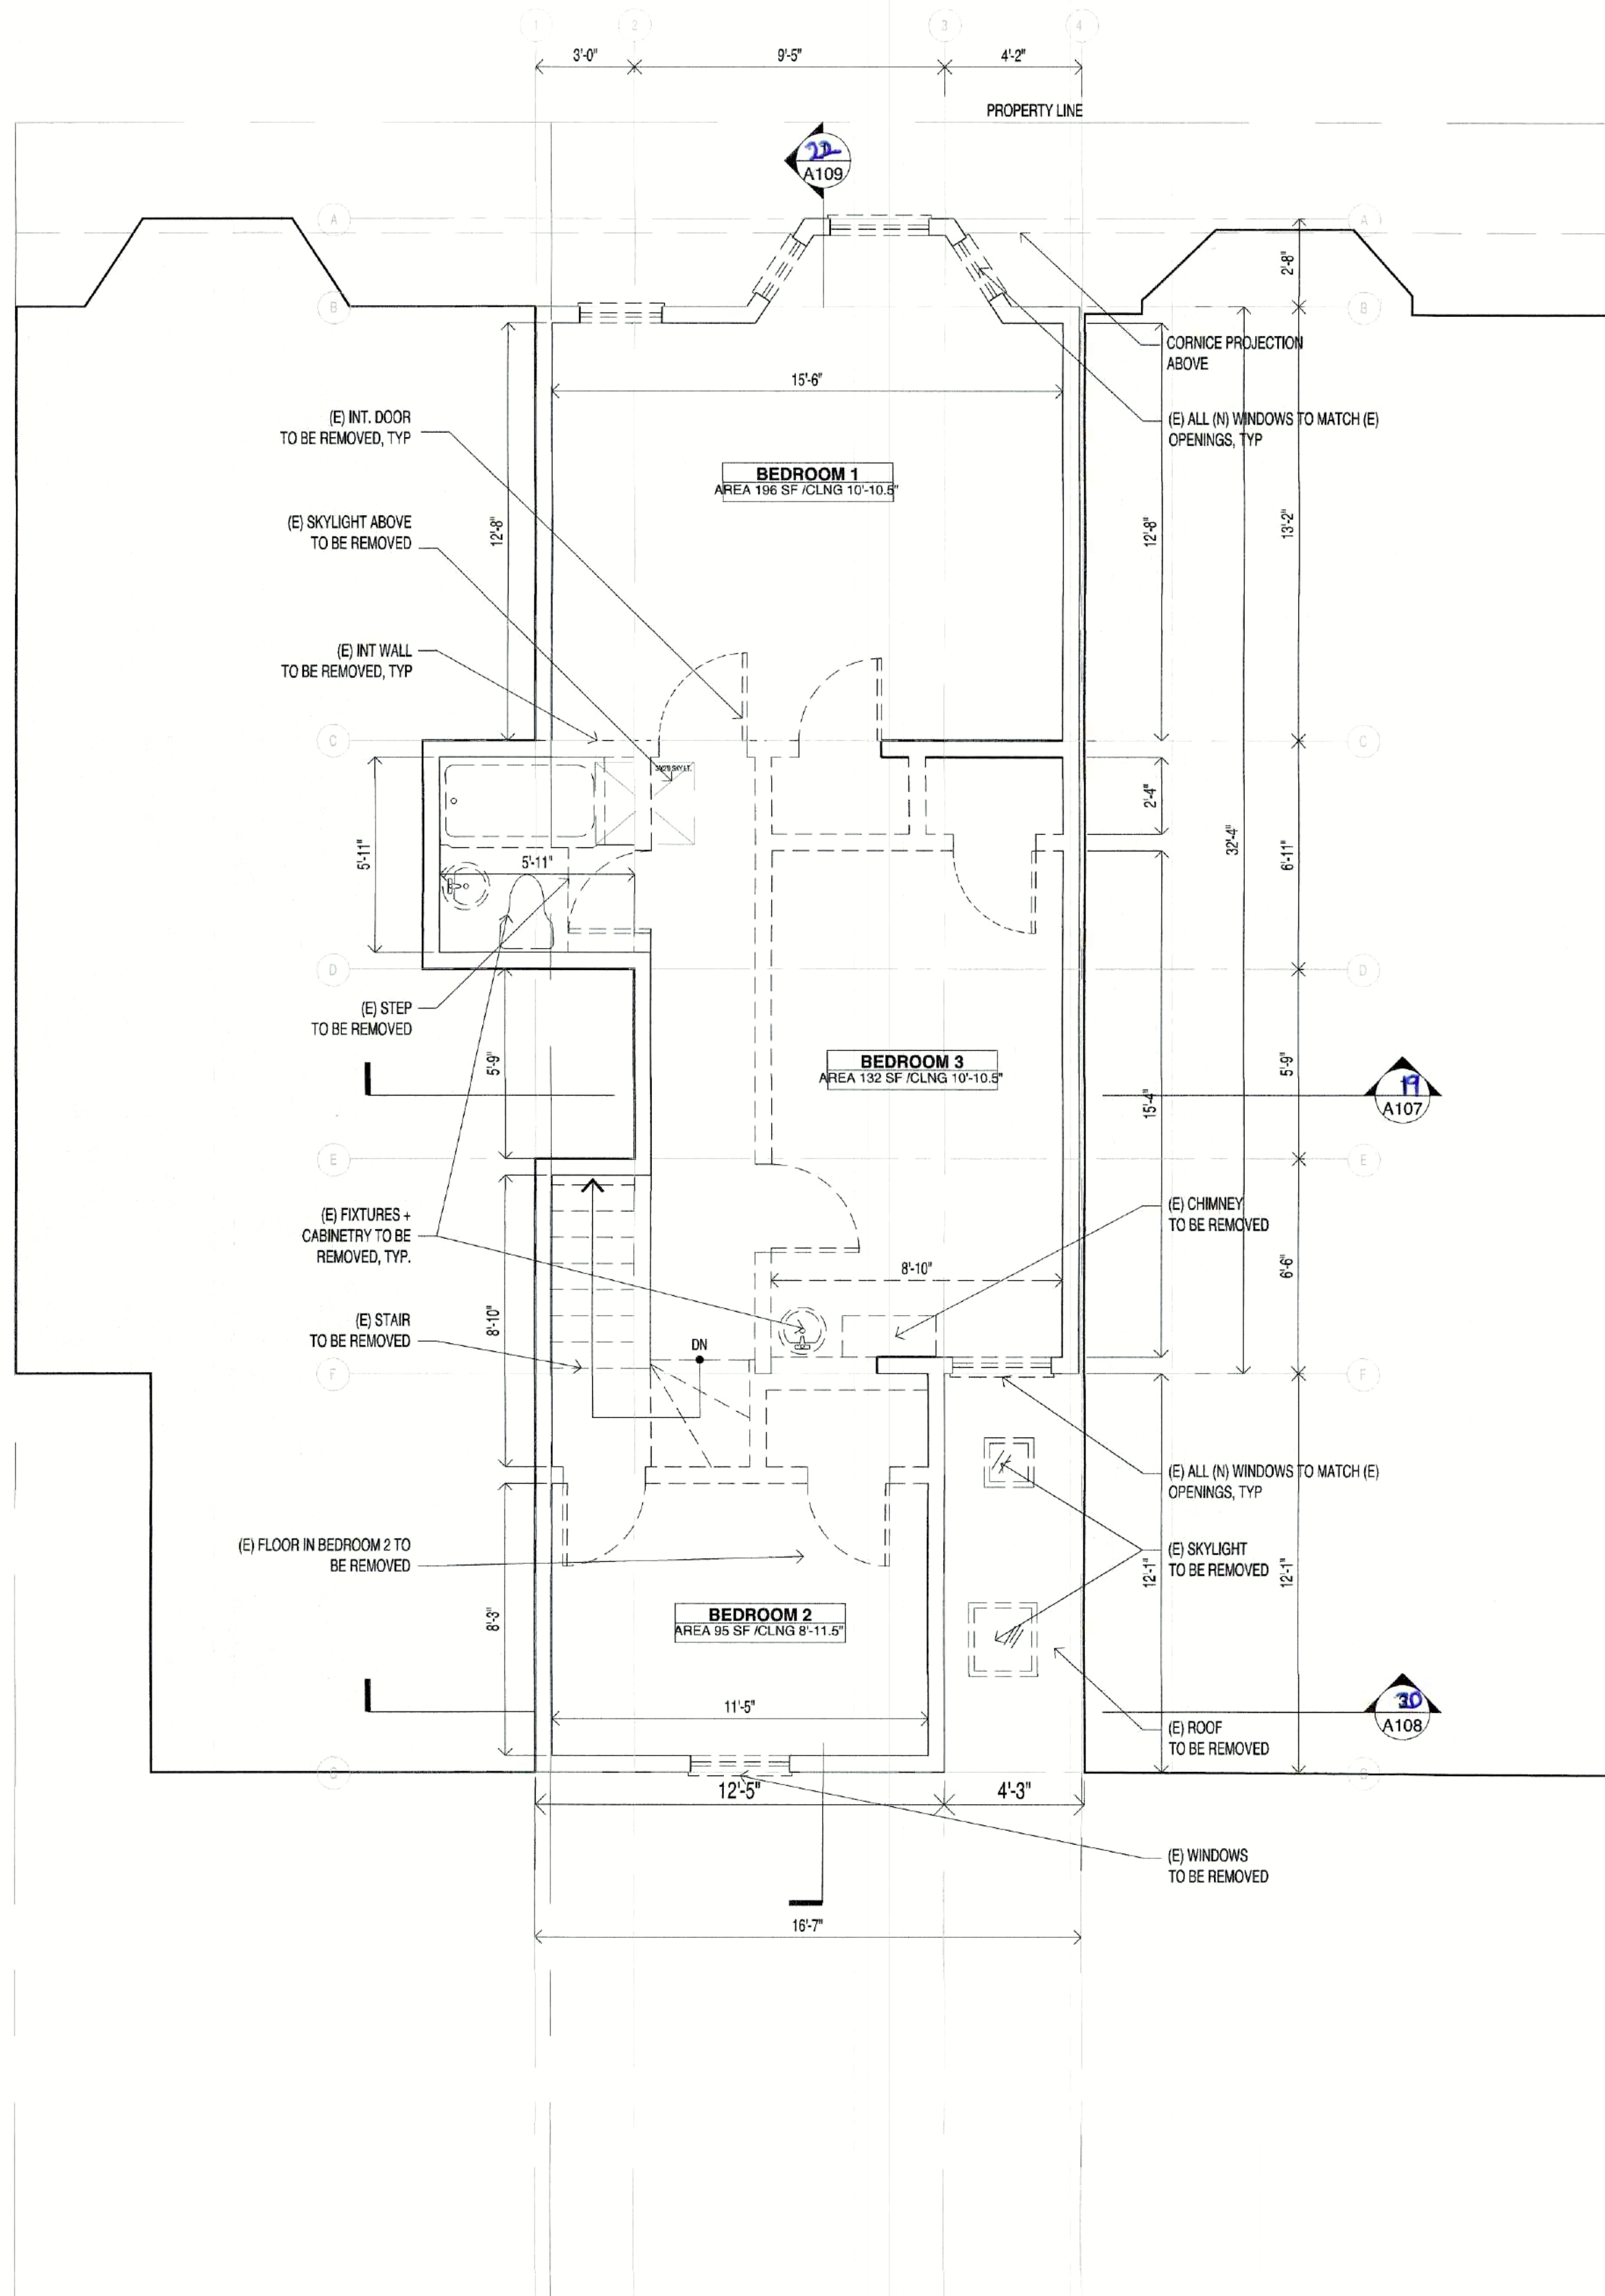 1
2
3
4
3'-0"
9'-5"
4'-2"
PROPERTY LINE
22
A109
A
A
2'-8"
B
B
CORNICE PROJECTION
ABOVE
15'-6"
(E) INT. DOOR
TO BE REMOVED, TYP
(E) ALL (N) WINDOWS TO MATCH (E)
OPENINGS, TYP
BEDROOM 1
AREA 196 SF /CLNG 10'-10.5"
(E) SKYLIGHT ABOVE
TO BE REMOVED
12'-8"
12'-8"
13'-2"
(E) INT WALL
TO BE REMOVED, TYP
C
C
2'-4"
32'-4"
5'-11"
5'-11"
6'-11"
D
D
(E) STEP
TO BE REMOVED
5'-9"
BEDROOM 3
AREA 132 SF /CLNG 10'-10.5"
15'-4"
5'-9"
19
A107
E
E
(E) FIXTURES +
CABINETRY TO BE
REMOVED, TYP.
(E) CHIMNEY
TO BE REMOVED
8'-10"
6'-6"
(E) STAIR
TO BE REMOVED
8'-10"
DN
F
F
(E) ALL (N) WINDOWS TO MATCH (E)
OPENINGS, TYP
(E) FLOOR IN BEDROOM 2 TO
BE REMOVED
(E) SKYLIGHT
TO BE REMOVED
12'-1"
12'-1"
8'-3"
BEDROOM 2
AREA 95 SF /CLNG 8'-11.5"
11'-5"
30
A108
(E) ROOF
TO BE REMOVED
12'-5"
4'-3"
(E) WINDOWS
TO BE REMOVED
16'-7"